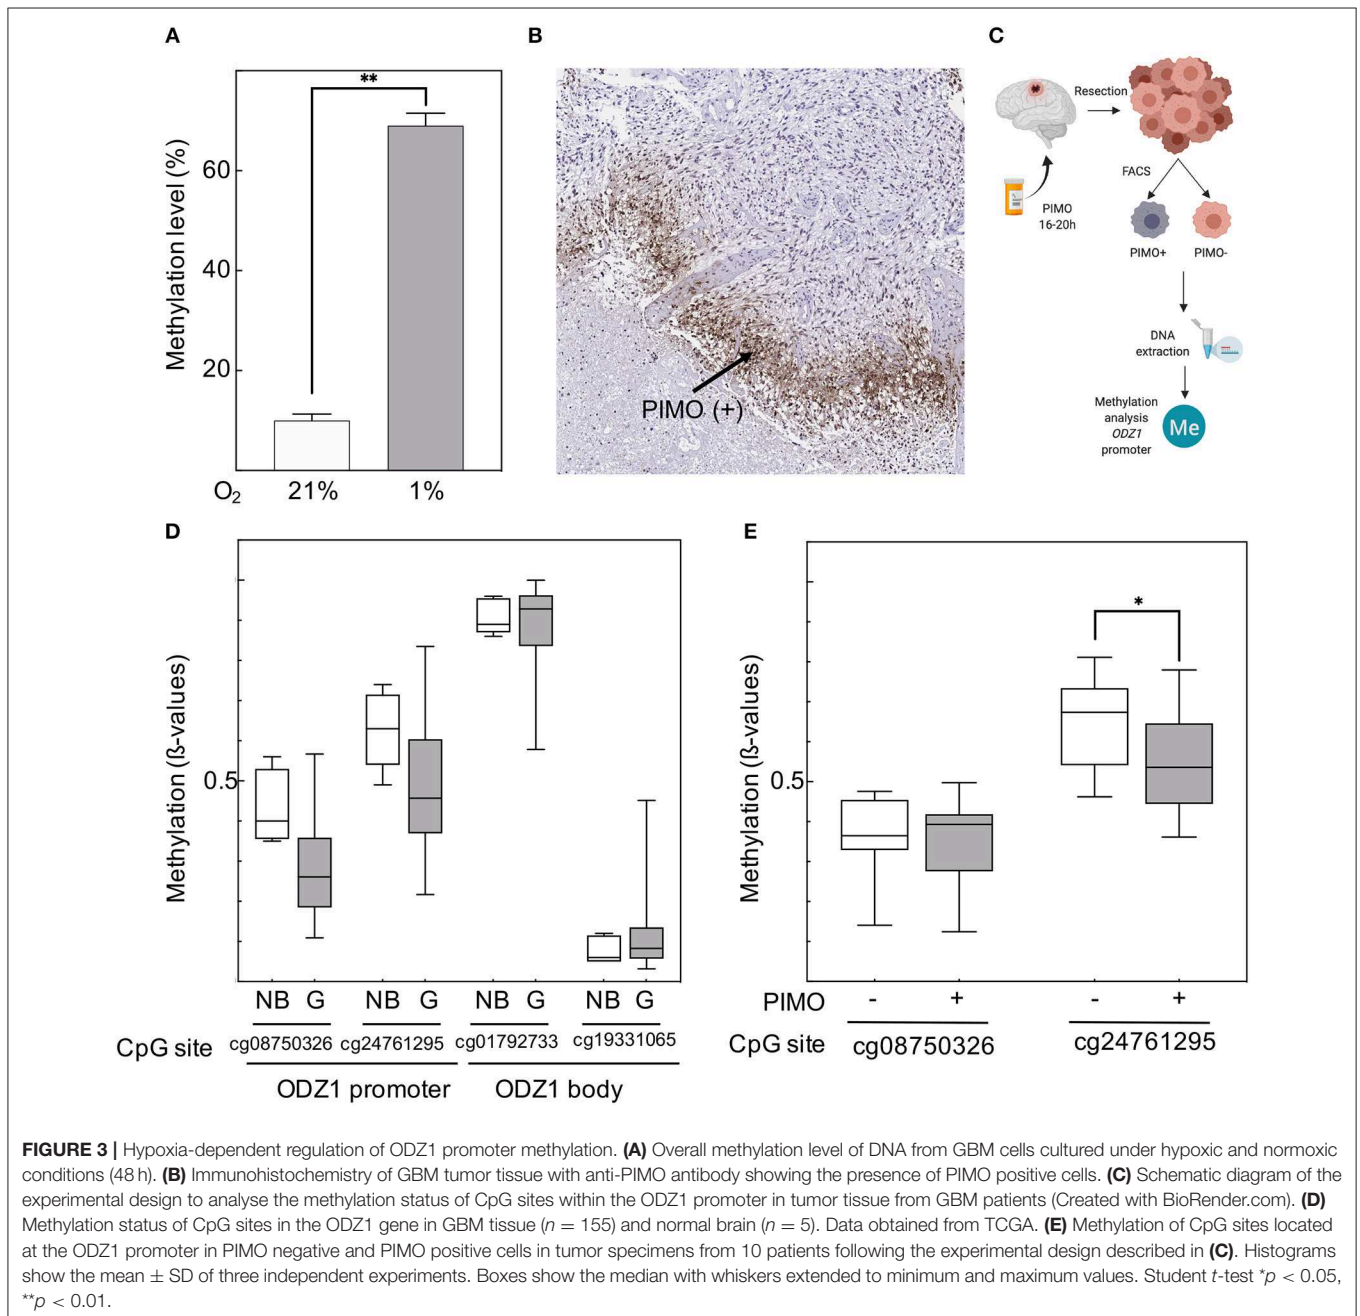 A
**
Methylation level (%)
60
40
20
O2
21%
1%
B
PIMO (+)
C
Resection
PIMO
16-20h
FACS
PIMO+
PIMO-
DNA
extraction
Methylation
analysis
ODZ1
promoter
Me
D
Methylation (ß-values)
0.5
NB G NB G NB G NB G
CpG site cg08750326 cg24761295 cg01792733 cg19331065
ODZ1 promoter ODZ1 body
E
*
Methylation (ß-values)
0.5
PIMO - + - +
CpG site cg08750326 cg24761295
FIGURE 3 | Hypoxia-dependent regulation of ODZ1 promoter methylation. (A) Overall methylation level of DNA from GBM cells cultured under hypoxic and normoxic
conditions (48 h). (B) Immunohistochemistry of GBM tumor tissue with anti-PIMO antibody showing the presence of PIMO positive cells. (C) Schematic diagram of the
experimental design to analyse the methylation status of CpG sites within the ODZ1 promoter in tumor tissue from GBM patients (Created with BioRender.com). (D)
Methylation status of CpG sites in the ODZ1 gene in GBM tissue (n = 155) and normal brain (n = 5). Data obtained from TCGA. (E) Methylation of CpG sites located
at the ODZ1 promoter in PIMO negative and PIMO positive cells in tumor specimens from 10 patients following the experimental design described in (C). Histograms
show the mean ± SD of three independent experiments. Boxes show the median with whiskers extended to minimum and maximum values. Student t-test *p < 0.05,
**p < 0.01.